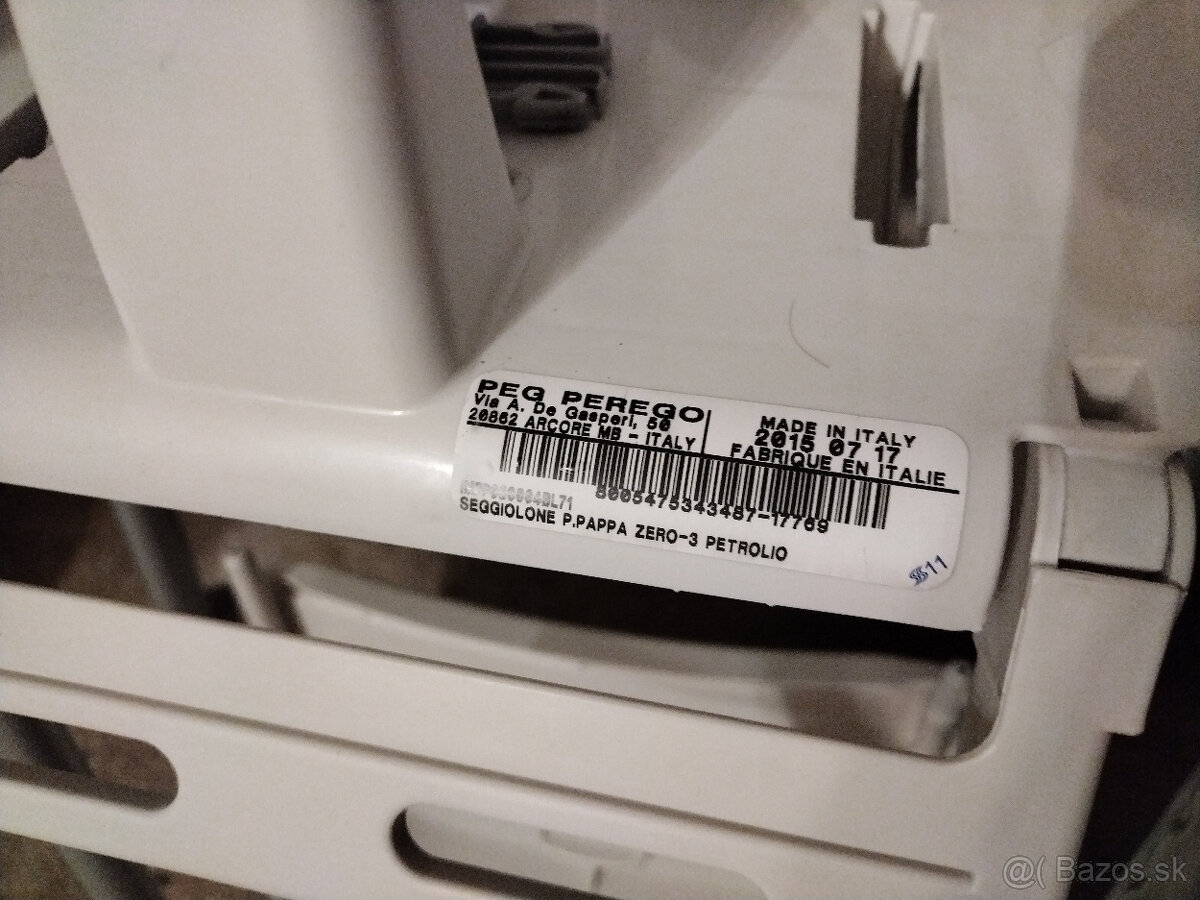 PEG PEREGO
Via A. De Gasperi, 50
20862 ARCORE MB - ITALY
MADE IN ITALY
2015 07 17
FABRIQUE EN ITALIE
8005475343487-17769
SEGGIOLONE P.PAPPA ZERO-3 PETROLIO
11
@( Bazos.sk